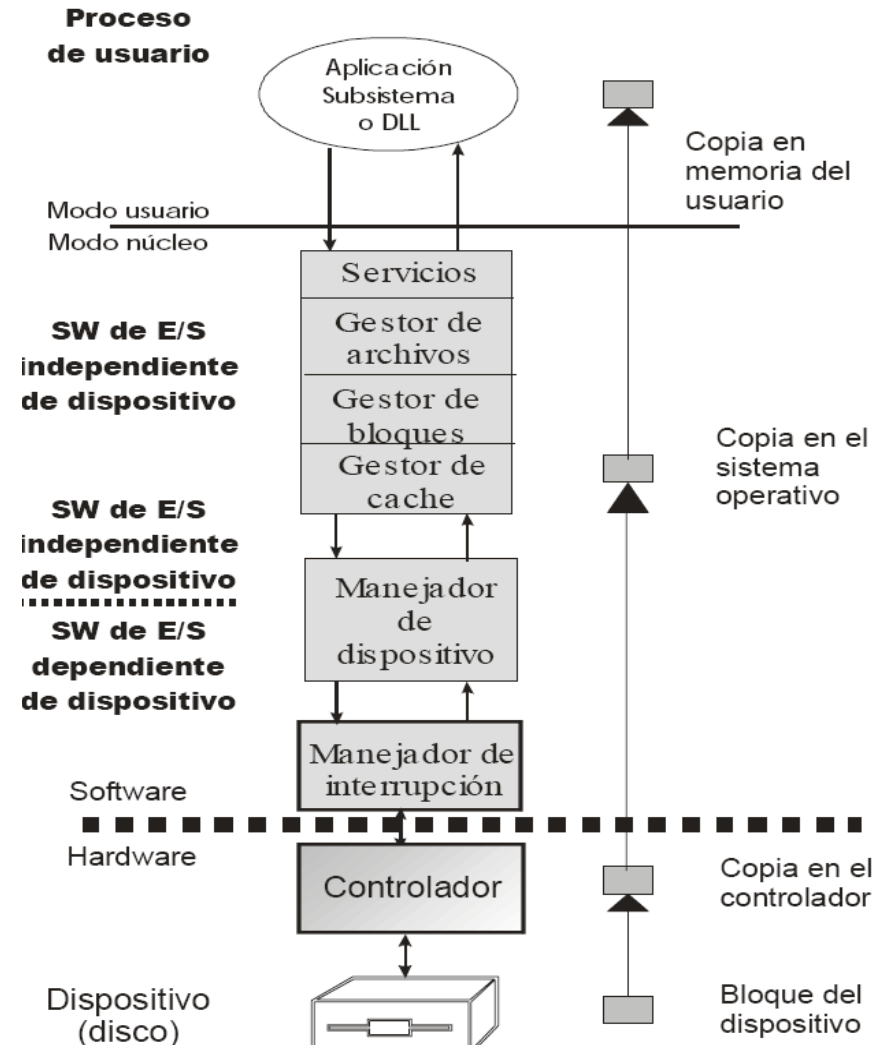 Proceso
de usuario
Aplicación
Subsistema
o DLL
Copia en
memoria del
usuario
Modo usuario
Modo núcleo
Servicios
Gestor de
archivos
Gestor de
bloques
Gestor de
cache
SW de E/S
independiente
de dispositivo
Copia en el
sistema
operativo
SW de E/S
independiente
de dispositivo
SW de E/S
dependiente
de dispositivo
Manejador
de
dispositivo
Manejador de
interrupción
Software
Hardware
Controlador
Copia en el
controlador
Dispositivo
(disco)
Bloque del
dispositivo